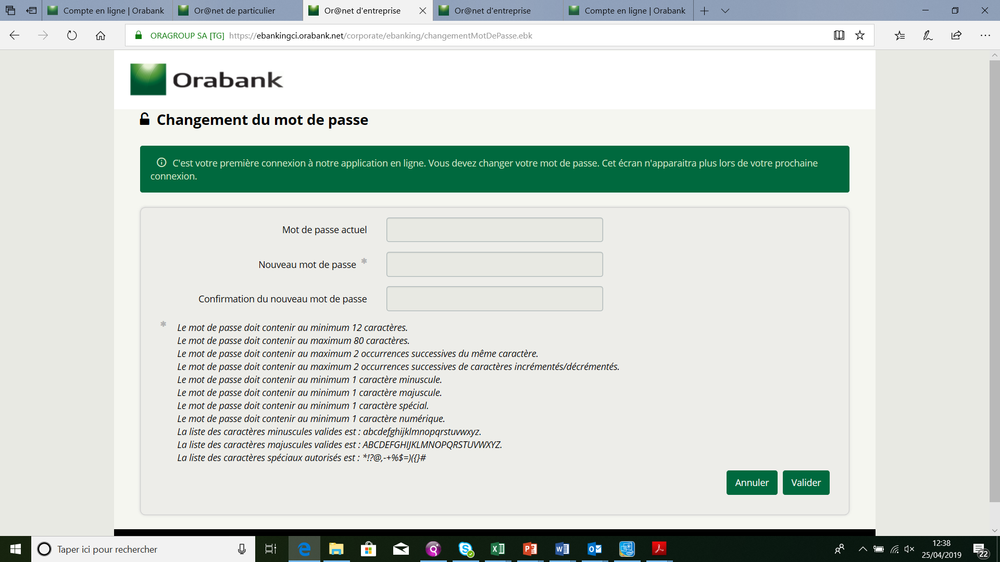 Compte en ligne | Orabank
Or@net de particulier
Or@net d'entreprise
Or@net d'entreprise
Compte en ligne | Orabank
ORAGROUP SA [TG] https://ebankingci.orabank.net/corporate/ebanking/changementMotDePasse.ebk
Orabank
Changement du mot de passe
C'est votre première connexion à notre application en ligne. Vous devez changer votre mot de passe. Cet écran n'apparaitra plus lors de votre prochaine
connexion.
Mot de passe actuel
Nouveau mot de passe *
Confirmation du nouveau mot de passe
* Le mot de passe doit contenir au minimum 12 caractères.
Le mot de passe doit contenir au maximum 80 caractères.
Le mot de passe doit contenir au maximum 2 occurrences successives du même caractère.
Le mot de passe doit contenir au maximum 2 occurrences successives de caractères incrémentés/décrémentés.
Le mot de passe doit contenir au minimum 1 caractère minuscule.
Le mot de passe doit contenir au minimum 1 caractère majuscule.
Le mot de passe doit contenir au minimum 1 caractère spécial.
Le mot de passe doit contenir au minimum 1 caractère numérique.
La liste des caractères minuscules valides est : abcdefghijklmnopqrstuvwxyz.
La liste des caractères majuscules valides est : ABCDEFGHIJKLMNOPQRSTUVWXYZ.
La liste des caractères spéciaux autorisés est : *!?@,-+%$=)({}#
Annuler
Valider
Taper ici pour rechercher
12:38
25/04/2019
22